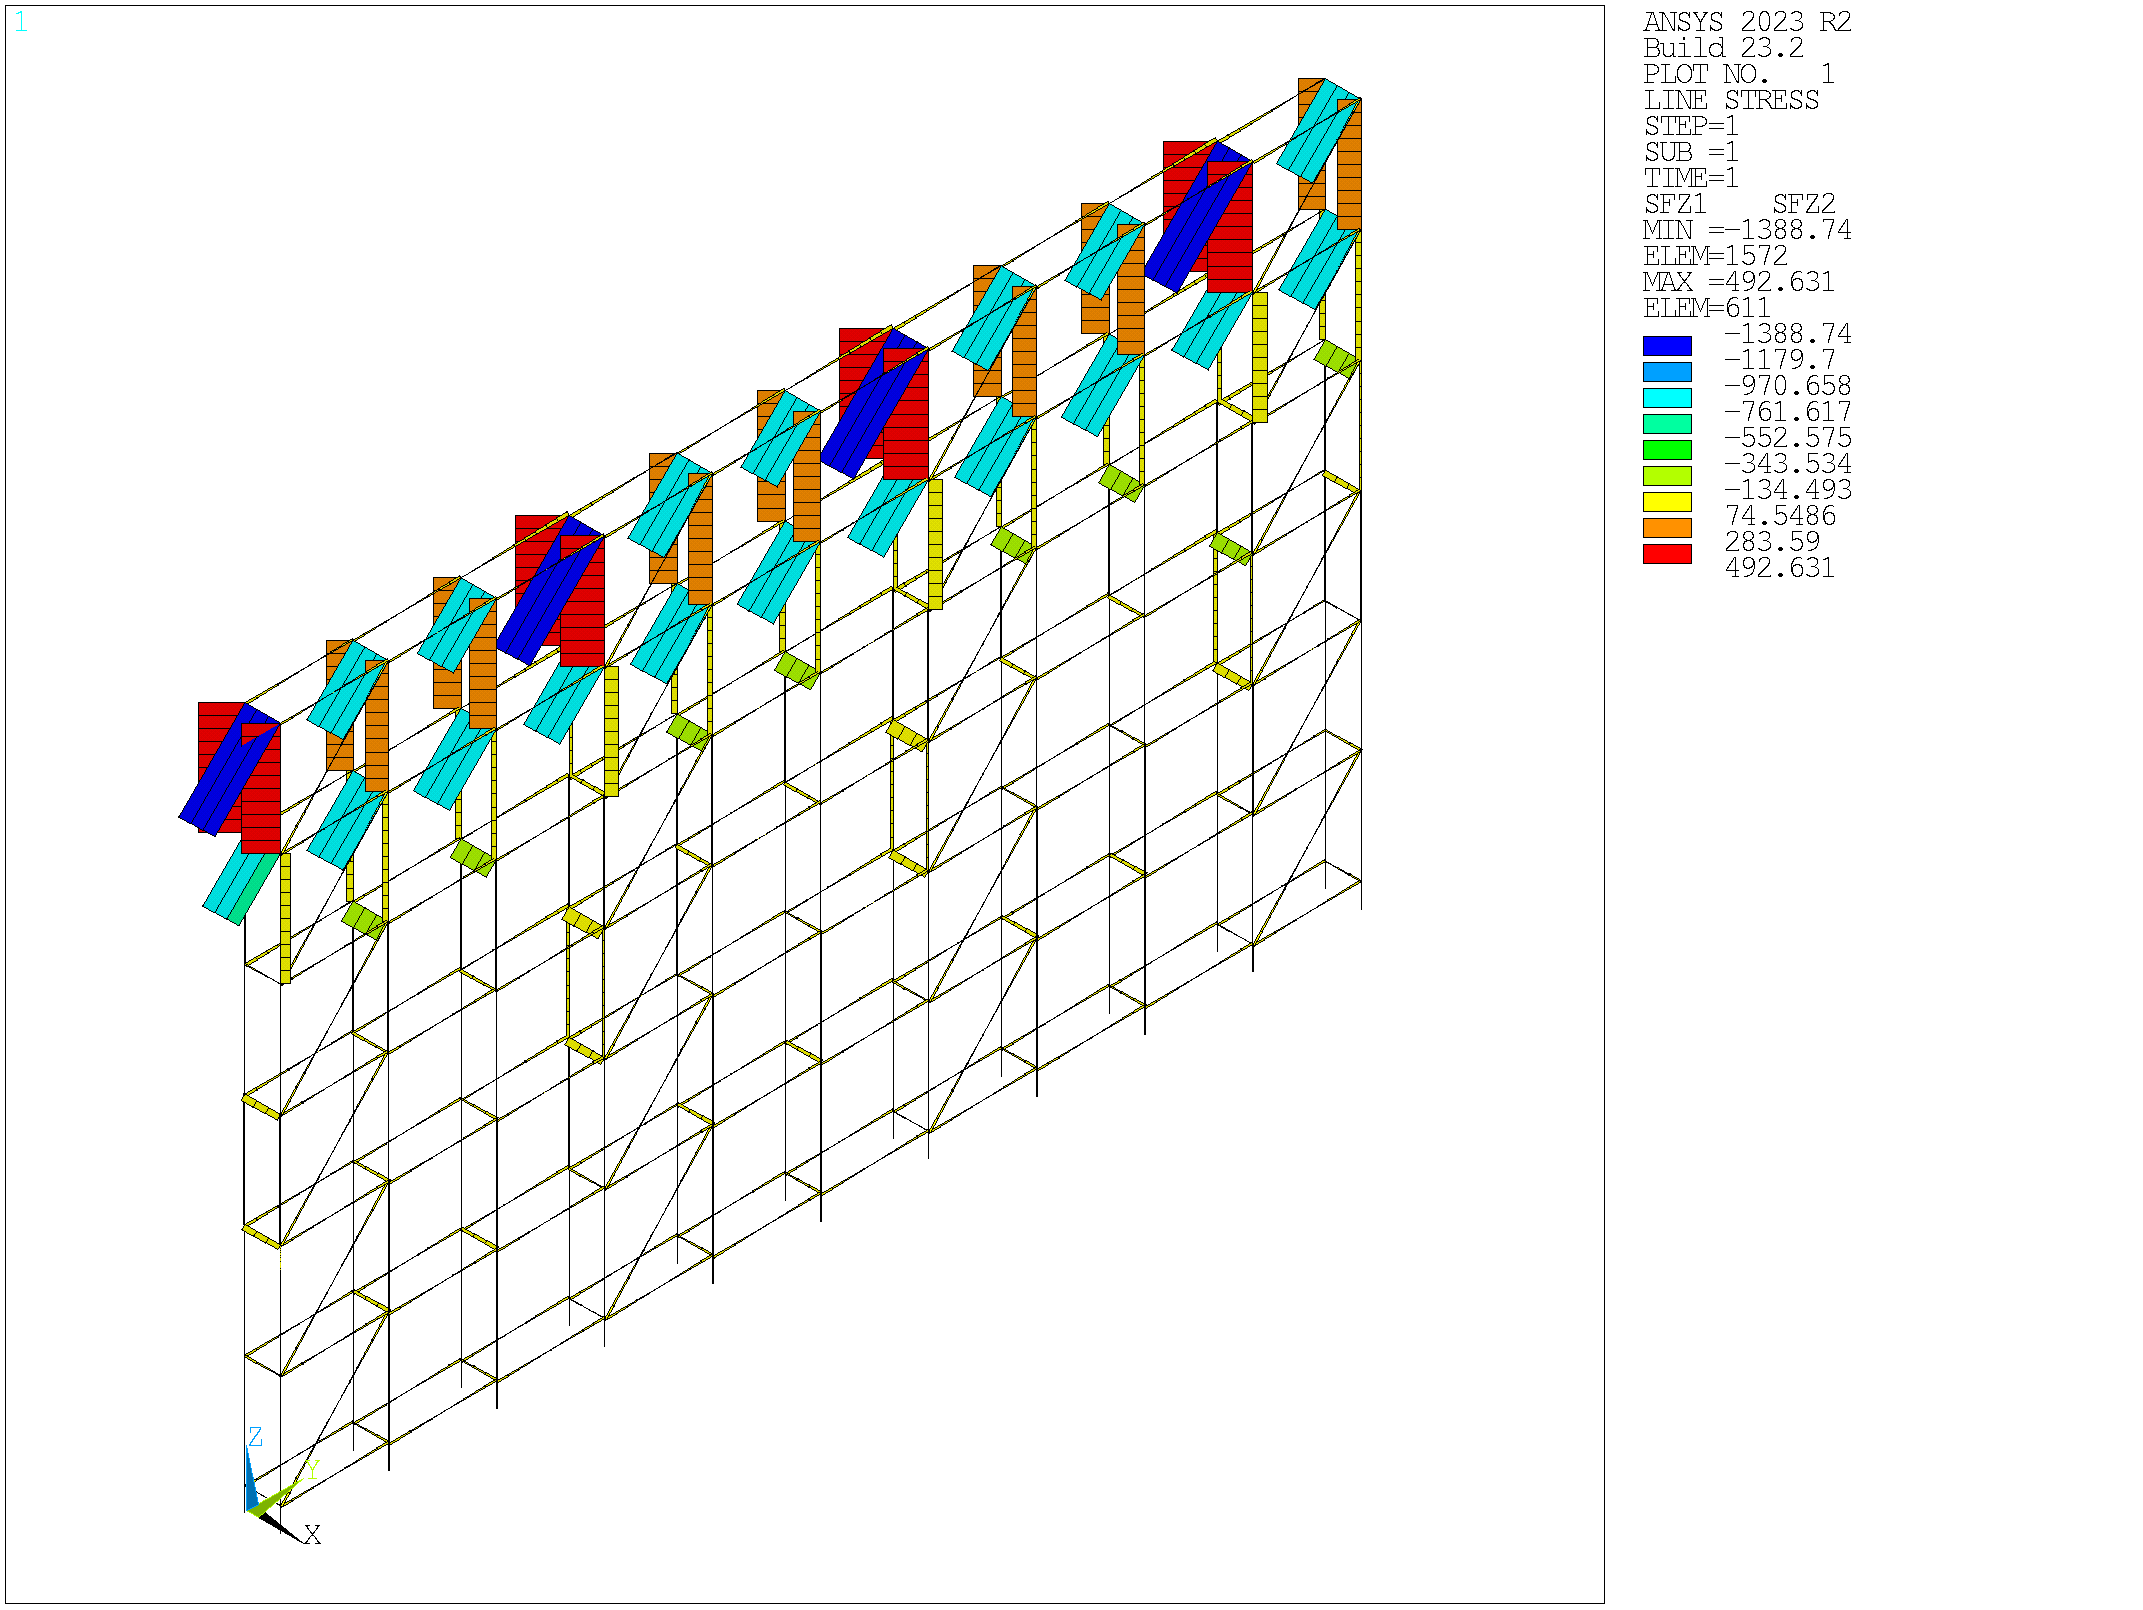 1
ANSYS 2023 R2
Build 23.2
PLOT NO.   1
LINE STRESS
STEP=1
SUB =1
TIME=1
SFZ1    SFZ2
MIN =-1388.74
ELEM=1572
MAX =492.631
ELEM=611
-1388.74
-1179.7
-970.658
-761.617
-552.575
-343.534
-134.493
74.5486
283.59
492.631
Z
Y
X